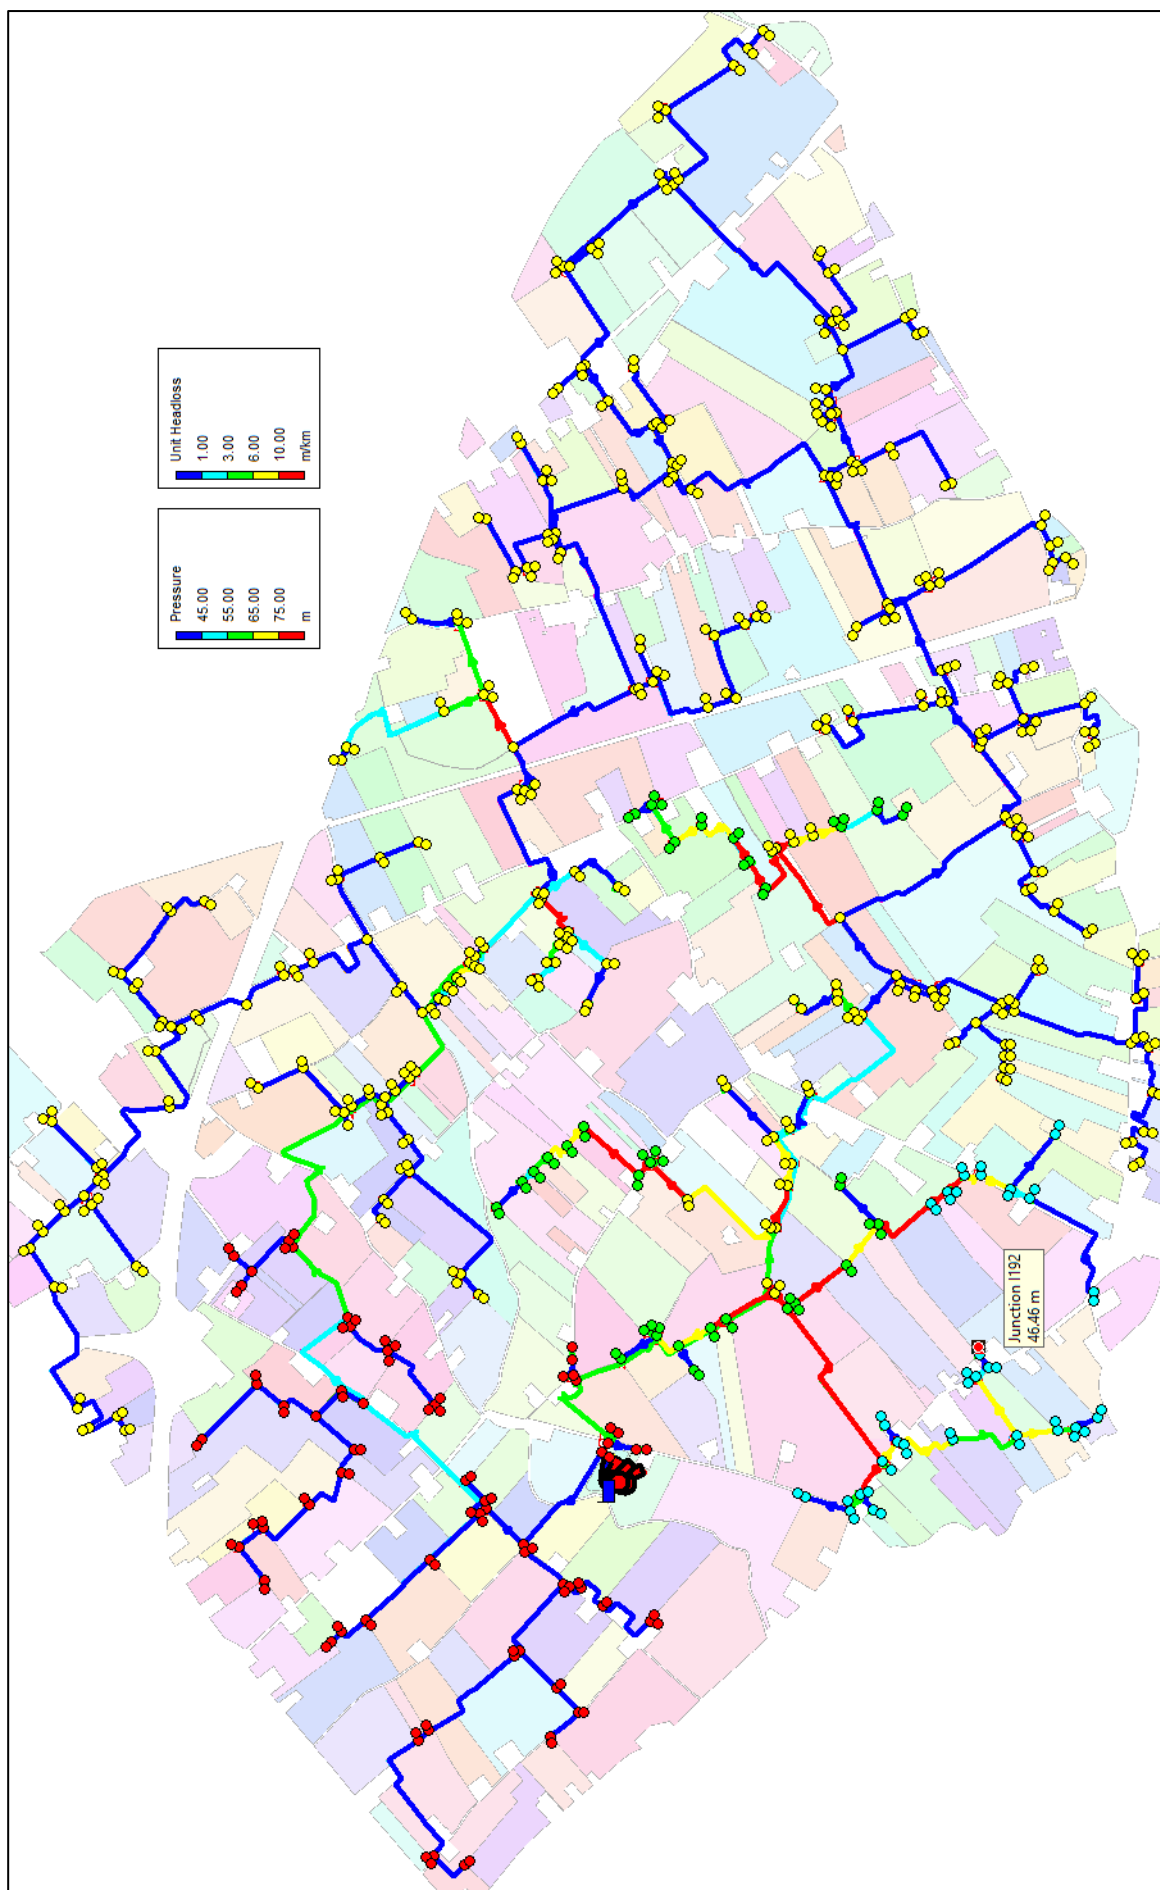 Unit Headloss
1.00
3.00
6.00
10.00
m/km
Pressure
45.00
55.00
65.00
75.00
m
Junction I192
46.46 m